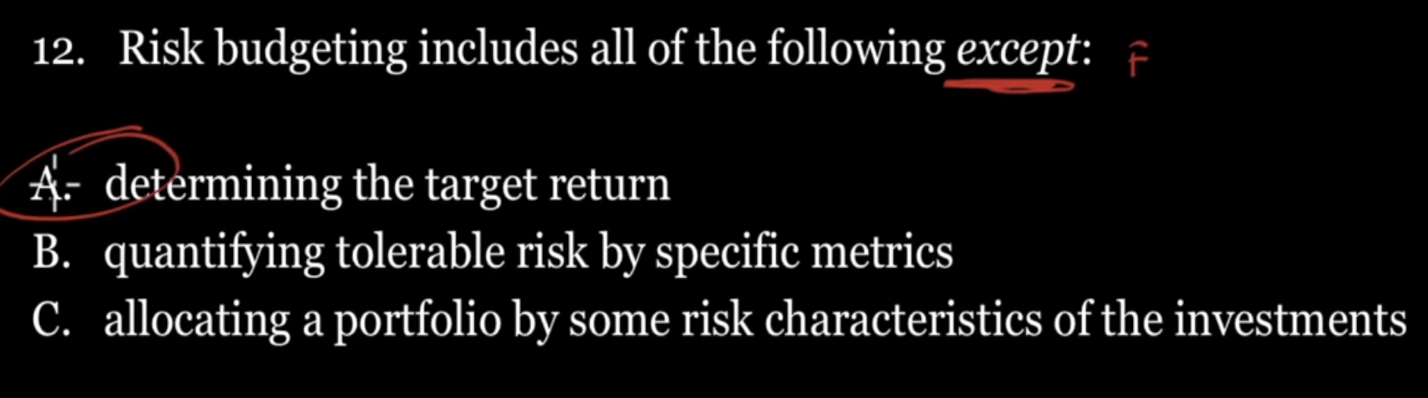 12. Risk budgeting includes all of the following except: F
A. determining the target return
B. quantifying tolerable risk by specific metrics
C. allocating a portfolio by some risk characteristics of the investments